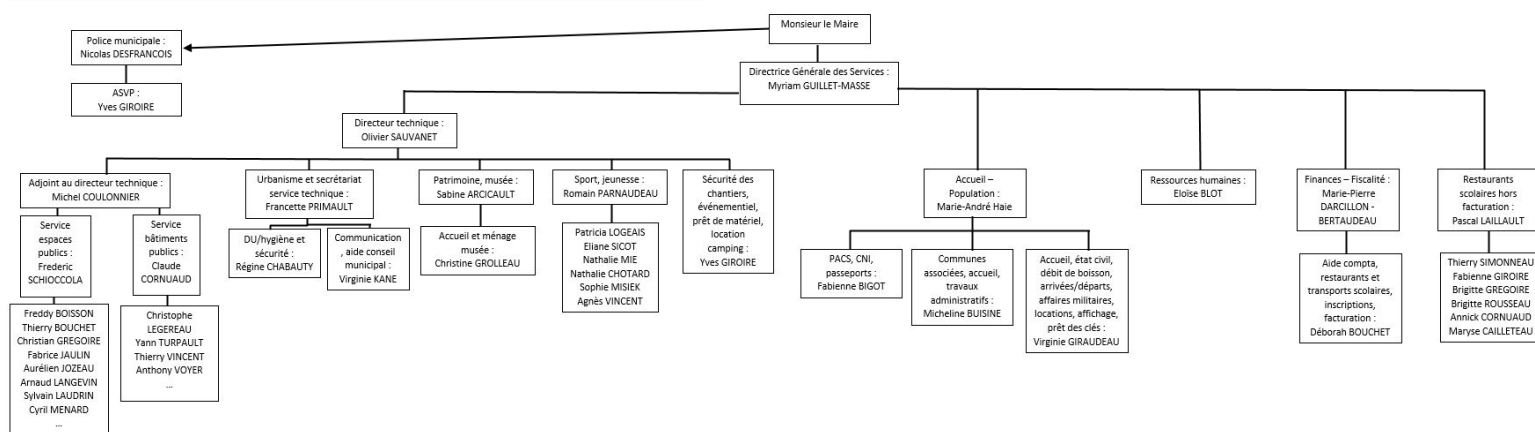 Monsieur le Maire
Police municipale :
Nicolas DESFRANCOIS
ASVP :
Yves GIROIRE
Directrice Générale des Services :
Myriam GUILLET-MASSE
Directeur technique :
Olivier SAUVANET
Adjoint au directeur technique :
Michel COULONNIER
Service
espaces
publics :
Frederic
SCHIOCCOLA
Freddy BOISSON
Thierry BOUCHET
Christian GREGOIRE
Fabrice JAULIN
Aurélien JOZEAU
Arnaud LANGEVIN
Sylvain LAUDRIN
Cyril MENARD
...
Service
bâtiments
publics :
Claude
CORNUAUD
Christophe
LEGEREAU
Yann TURPAULT
Thierry VINCENT
Anthony VOYER
...
Urbanisme et secrétariat
service technique :
Francette PRIMAULT
DU/hygiène et
sécurité :
Régine CHABAUTY
Communication
, aide conseil
municipal :
Virginie KANE
Patrimoine, musée :
Sabine ARCICAULT
Accueil et ménage
musée :
Christine GROLLEAU
Sport, jeunesse :
Romain PARNAUDEAU
Patricia LOGEAIS
Eliane SICOT
Nathalie MIE
Nathalie CHOTARD
Sophie MISIEK
Agnès VINCENT
Sécurité des
chantiers,
événementiel,
prêt de matériel,
location
camping :
Yves GIROIRE
Accueil –
Population :
Marie-André Haie
PACS, CNI,
passeports :
Fabienne BIGOT
Communes
associées, accueil,
travaux
administratifs :
Micheline BUISINE
Accueil, état civil,
débit de boisson,
arrivées/départs,
affaires militaires,
locations, affichage,
prêt des clés :
Virginie GIRAUDEAU
Ressources humaines :
Eloïse BLOT
Finances – Fiscalité :
Marie-Pierre
DARCILLON -
BERTAUDEAU
Aide compta,
restaurants et
transports scolaires,
inscriptions,
facturation :
Déborah BOUCHET
Restaurants
scolaires hors
facturation :
Pascal LAILLAULT
Thierry SIMONNEAU
Fabienne GIROIRE
Brigitte GREGOIRE
Brigitte ROUSSEAU
Annick CORNUAUD
Maryse CAILLETEAU